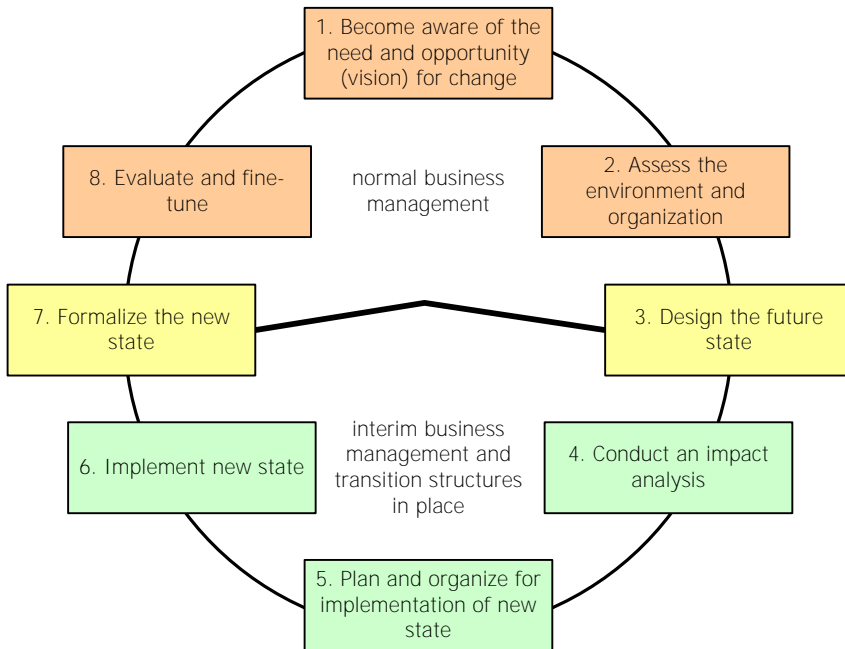 1. Become aware of the
need and opportunity
(vision) for change
8. Evaluate and fine-
tune
normal business
management
2. Assess the
environment and
organization
7. Formalize the new
state
3. Design the future
state
6. Implement new state
interim business
management and
transition structures
in place
4. Conduct an impact
analysis
5. Plan and organize for
implementation of new
state